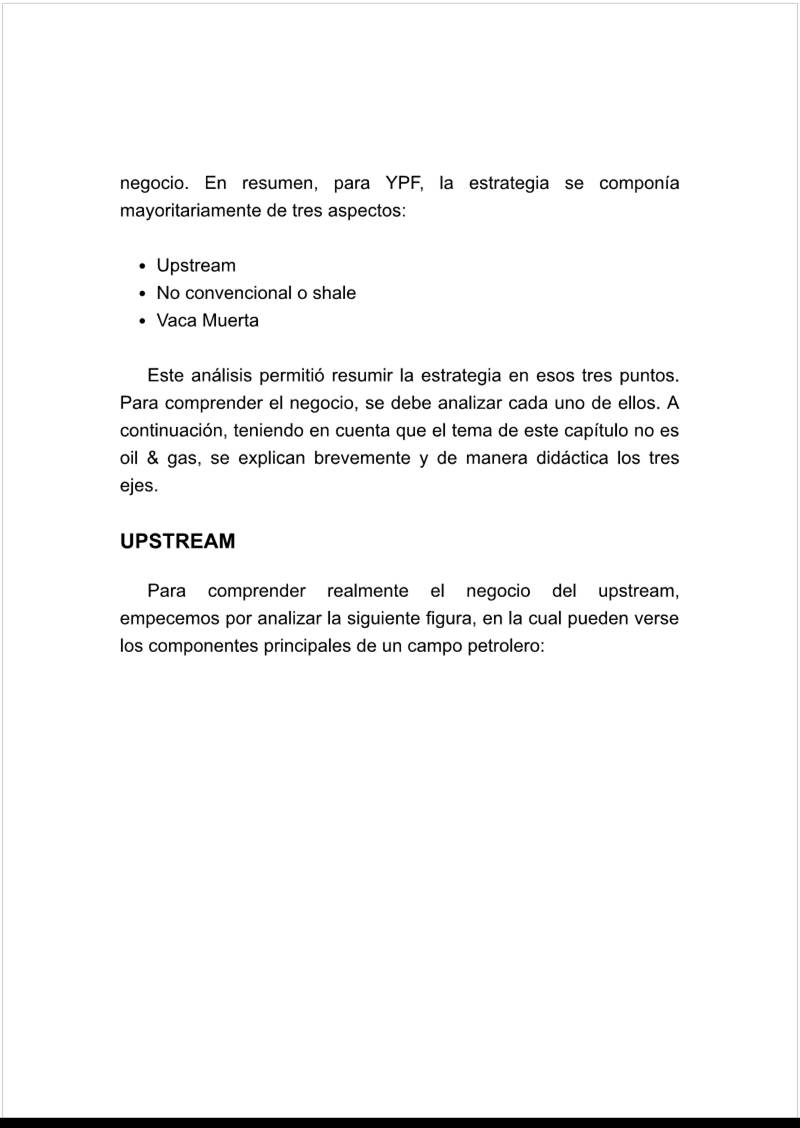 negocio. En resumen, para YPF, la estrategia se componía
mayoritariamente de tres aspectos:
• Upstream
• No convencional o shale
• Vaca Muerta
Este análisis permitió resumir la estrategia en esos tres puntos.
Para comprender el negocio, se debe analizar cada uno de ellos. A
continuación, teniendo en cuenta que el tema de este capítulo no es
oil & gas, se explican brevemente y de manera didáctica los tres
ejes.
UPSTREAM
Para comprender realmente el negocio del upstream,
empecemos por analizar la siguiente figura, en la cual pueden verse
los componentes principales de un campo petrolero: